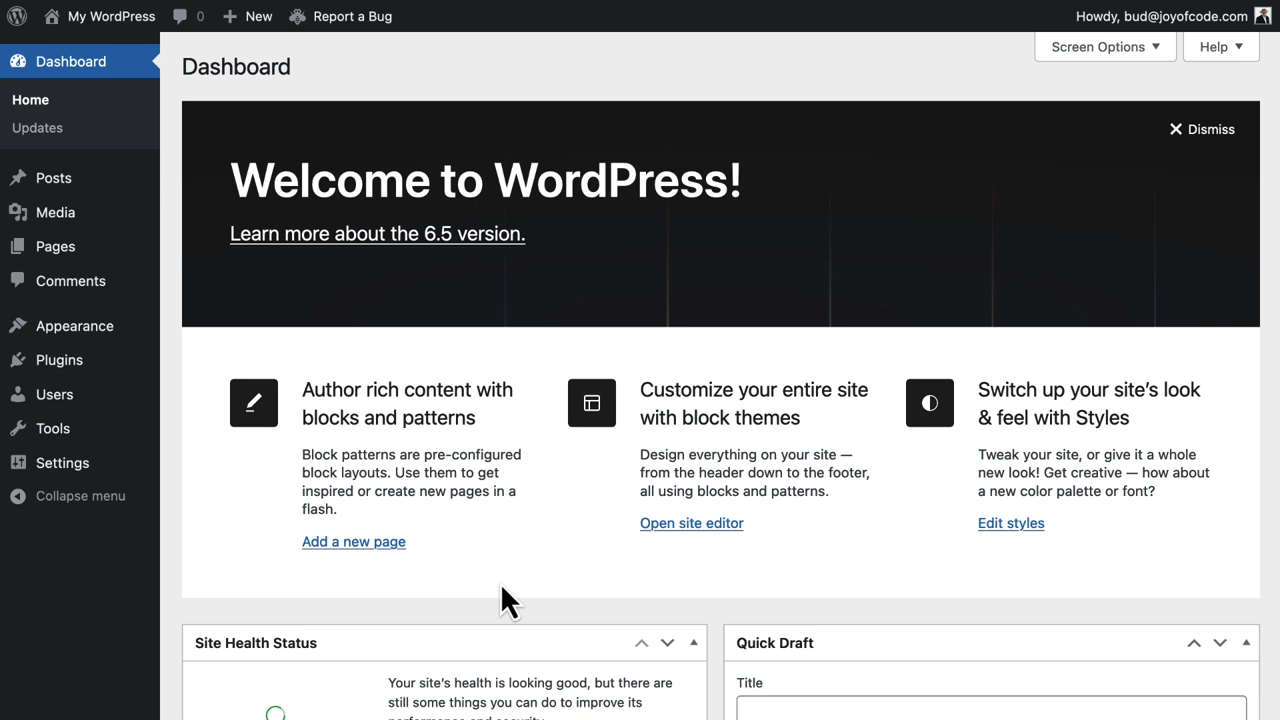 My WordPress 0 New Report a Bug Howdy, bud@joyofcode.com
Dashboard
Home
Updates
Posts
Media
Pages
Comments
Appearance
Plugins
Users
Tools
Settings
Collapse menu
Screen Options Help
Dashboard
Dismiss
Welcome to WordPress!
Learn more about the 6.5 version.
Author rich content with
blocks and patterns
Block patterns are pre-configured
block layouts. Use them to get
inspired or create new pages in a
flash.
Add a new page
Customize your entire site
with block themes
Design everything on your site —
from the header down to the footer,
all using blocks and patterns.
Open site editor
Switch up your site’s look
& feel with Styles
Tweak your site, or give it a whole
new look! Get creative — how about
a new color palette or font?
Edit styles
Site Health Status
Your site’s health is looking good, but there are
still some things you can do to improve its
performance and security.
Quick Draft
Title